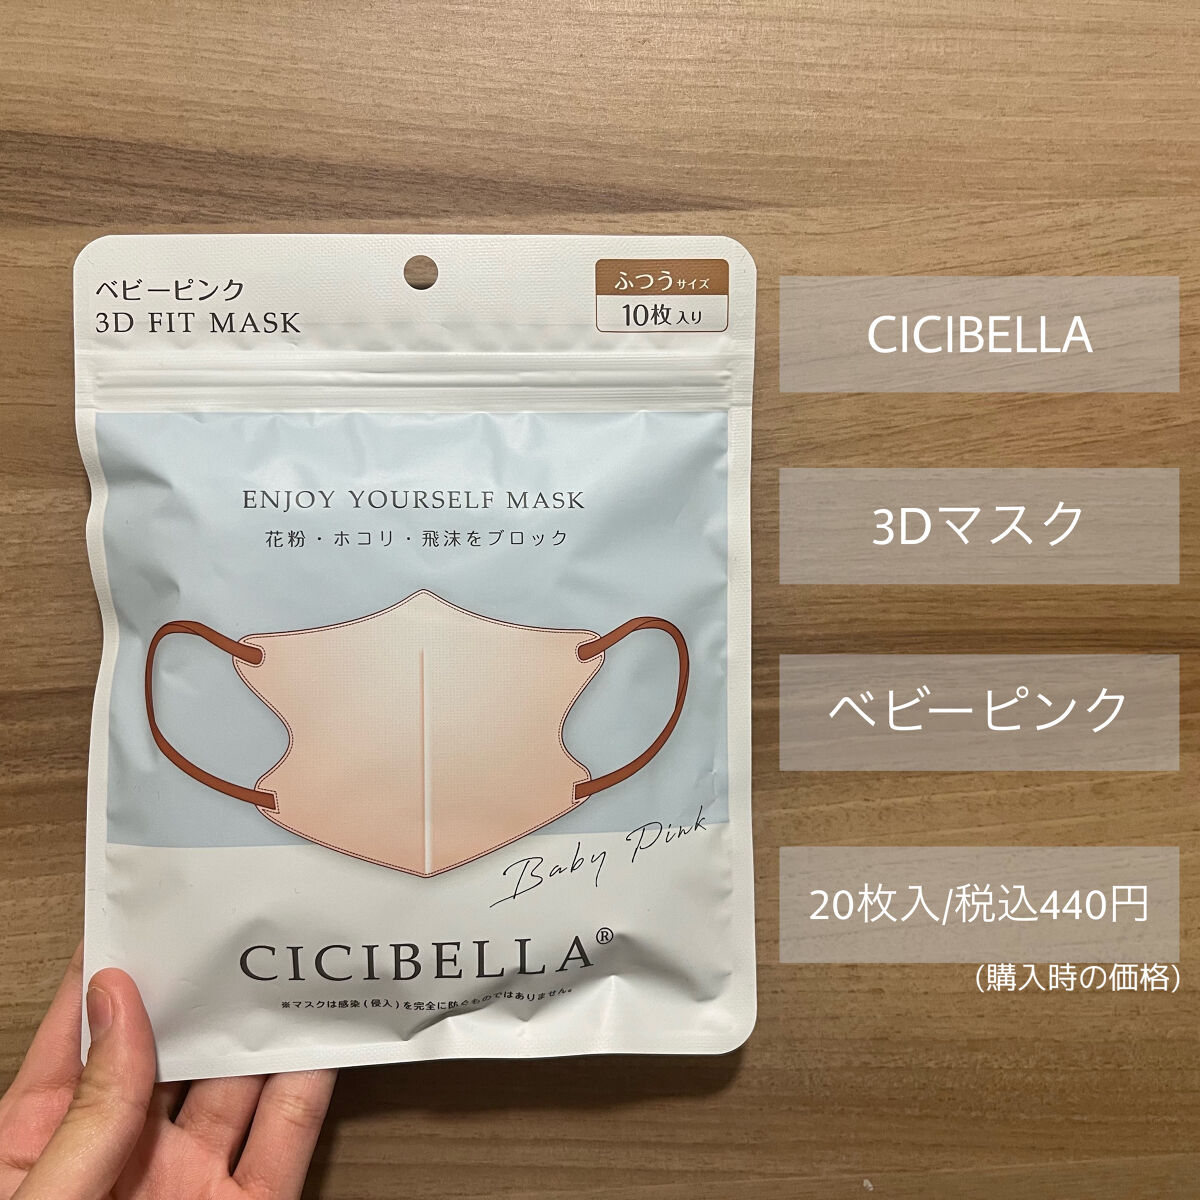 ベビーピンク
3D FIT MASK
ふつうサイズ
10枚入り
ENJOY YOURSELF MASK
花粉・ホコリ・飛沫をブロック
Baby Pink
CICIBELLA®
※マスクは感染(侵入)を完全に防ぐものではありません。
CICIBELLA
3Dマスク
ベビーピンク
20枚入/税込440円
(購入時の価格)